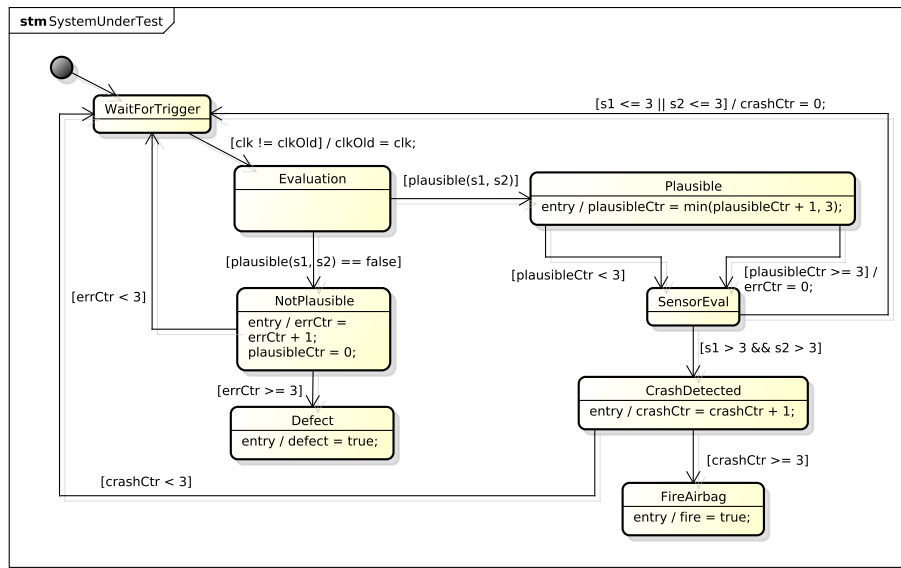 stm SystemUnderTest
[s1 <= 3 || s2 <= 3] / crashCtr = 0;
WaitForTrigger
[clk != clkOld] / clkOld = clk;
Evaluation
[plausible(s1, s2)]
Plausible
entry / plausibleCtr = min(plausibleCtr + 1, 3);
[plausible(s1, s2) == false]
[plausibleCtr < 3]
[plausibleCtr >= 3] /
errCtr = 0;
[errCtr < 3]
NotPlausible
entry / errCtr =
errCtr + 1;
plausibleCtr = 0;
SensorEval
[s1 > 3 && s2 > 3]
[errCtr >= 3]
CrashDetected
entry / crashCtr = crashCtr + 1;
Defect
entry / defect = true;
[crashCtr < 3]
[crashCtr >= 3]
FireAirbag
entry / fire = true;